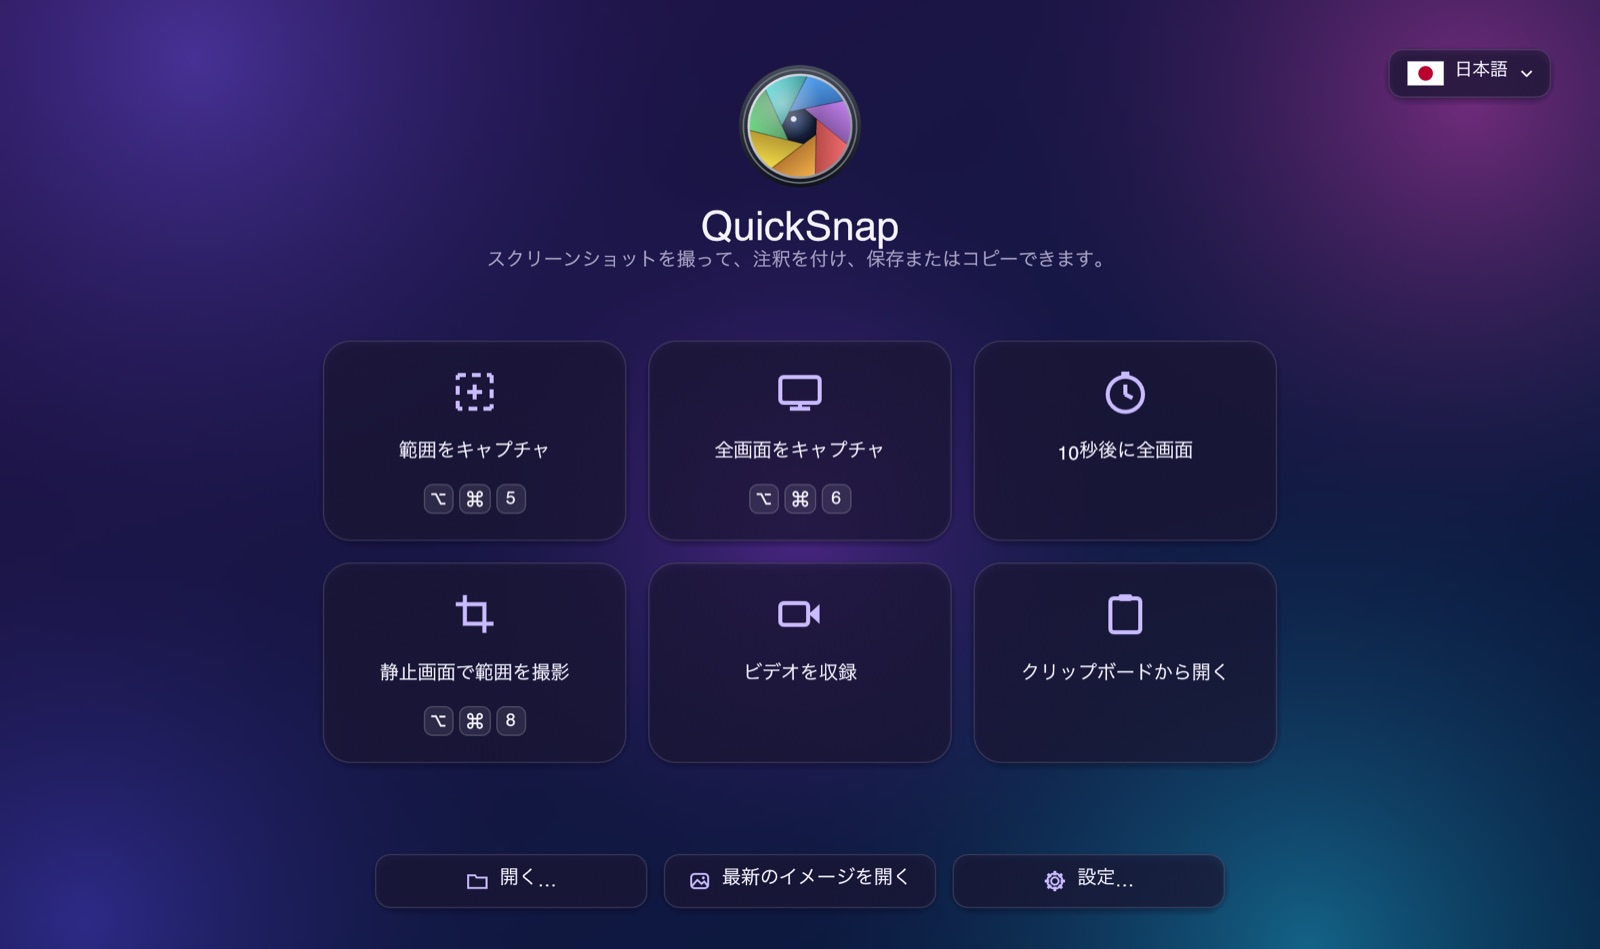 日本語
QuickSnap
スクリーンショットを撮って、注釈を付け、保存またはコピーできます。
範囲をキャプチャ
⌥ ⌘ 5
全画面をキャプチャ
⌥ ⌘ 6
10秒後に全画面
静止画面で範囲を撮影
⌥ ⌘ 8
ビデオを収録
クリップボードから開く
開く...
最新のイメージを開く
設定...